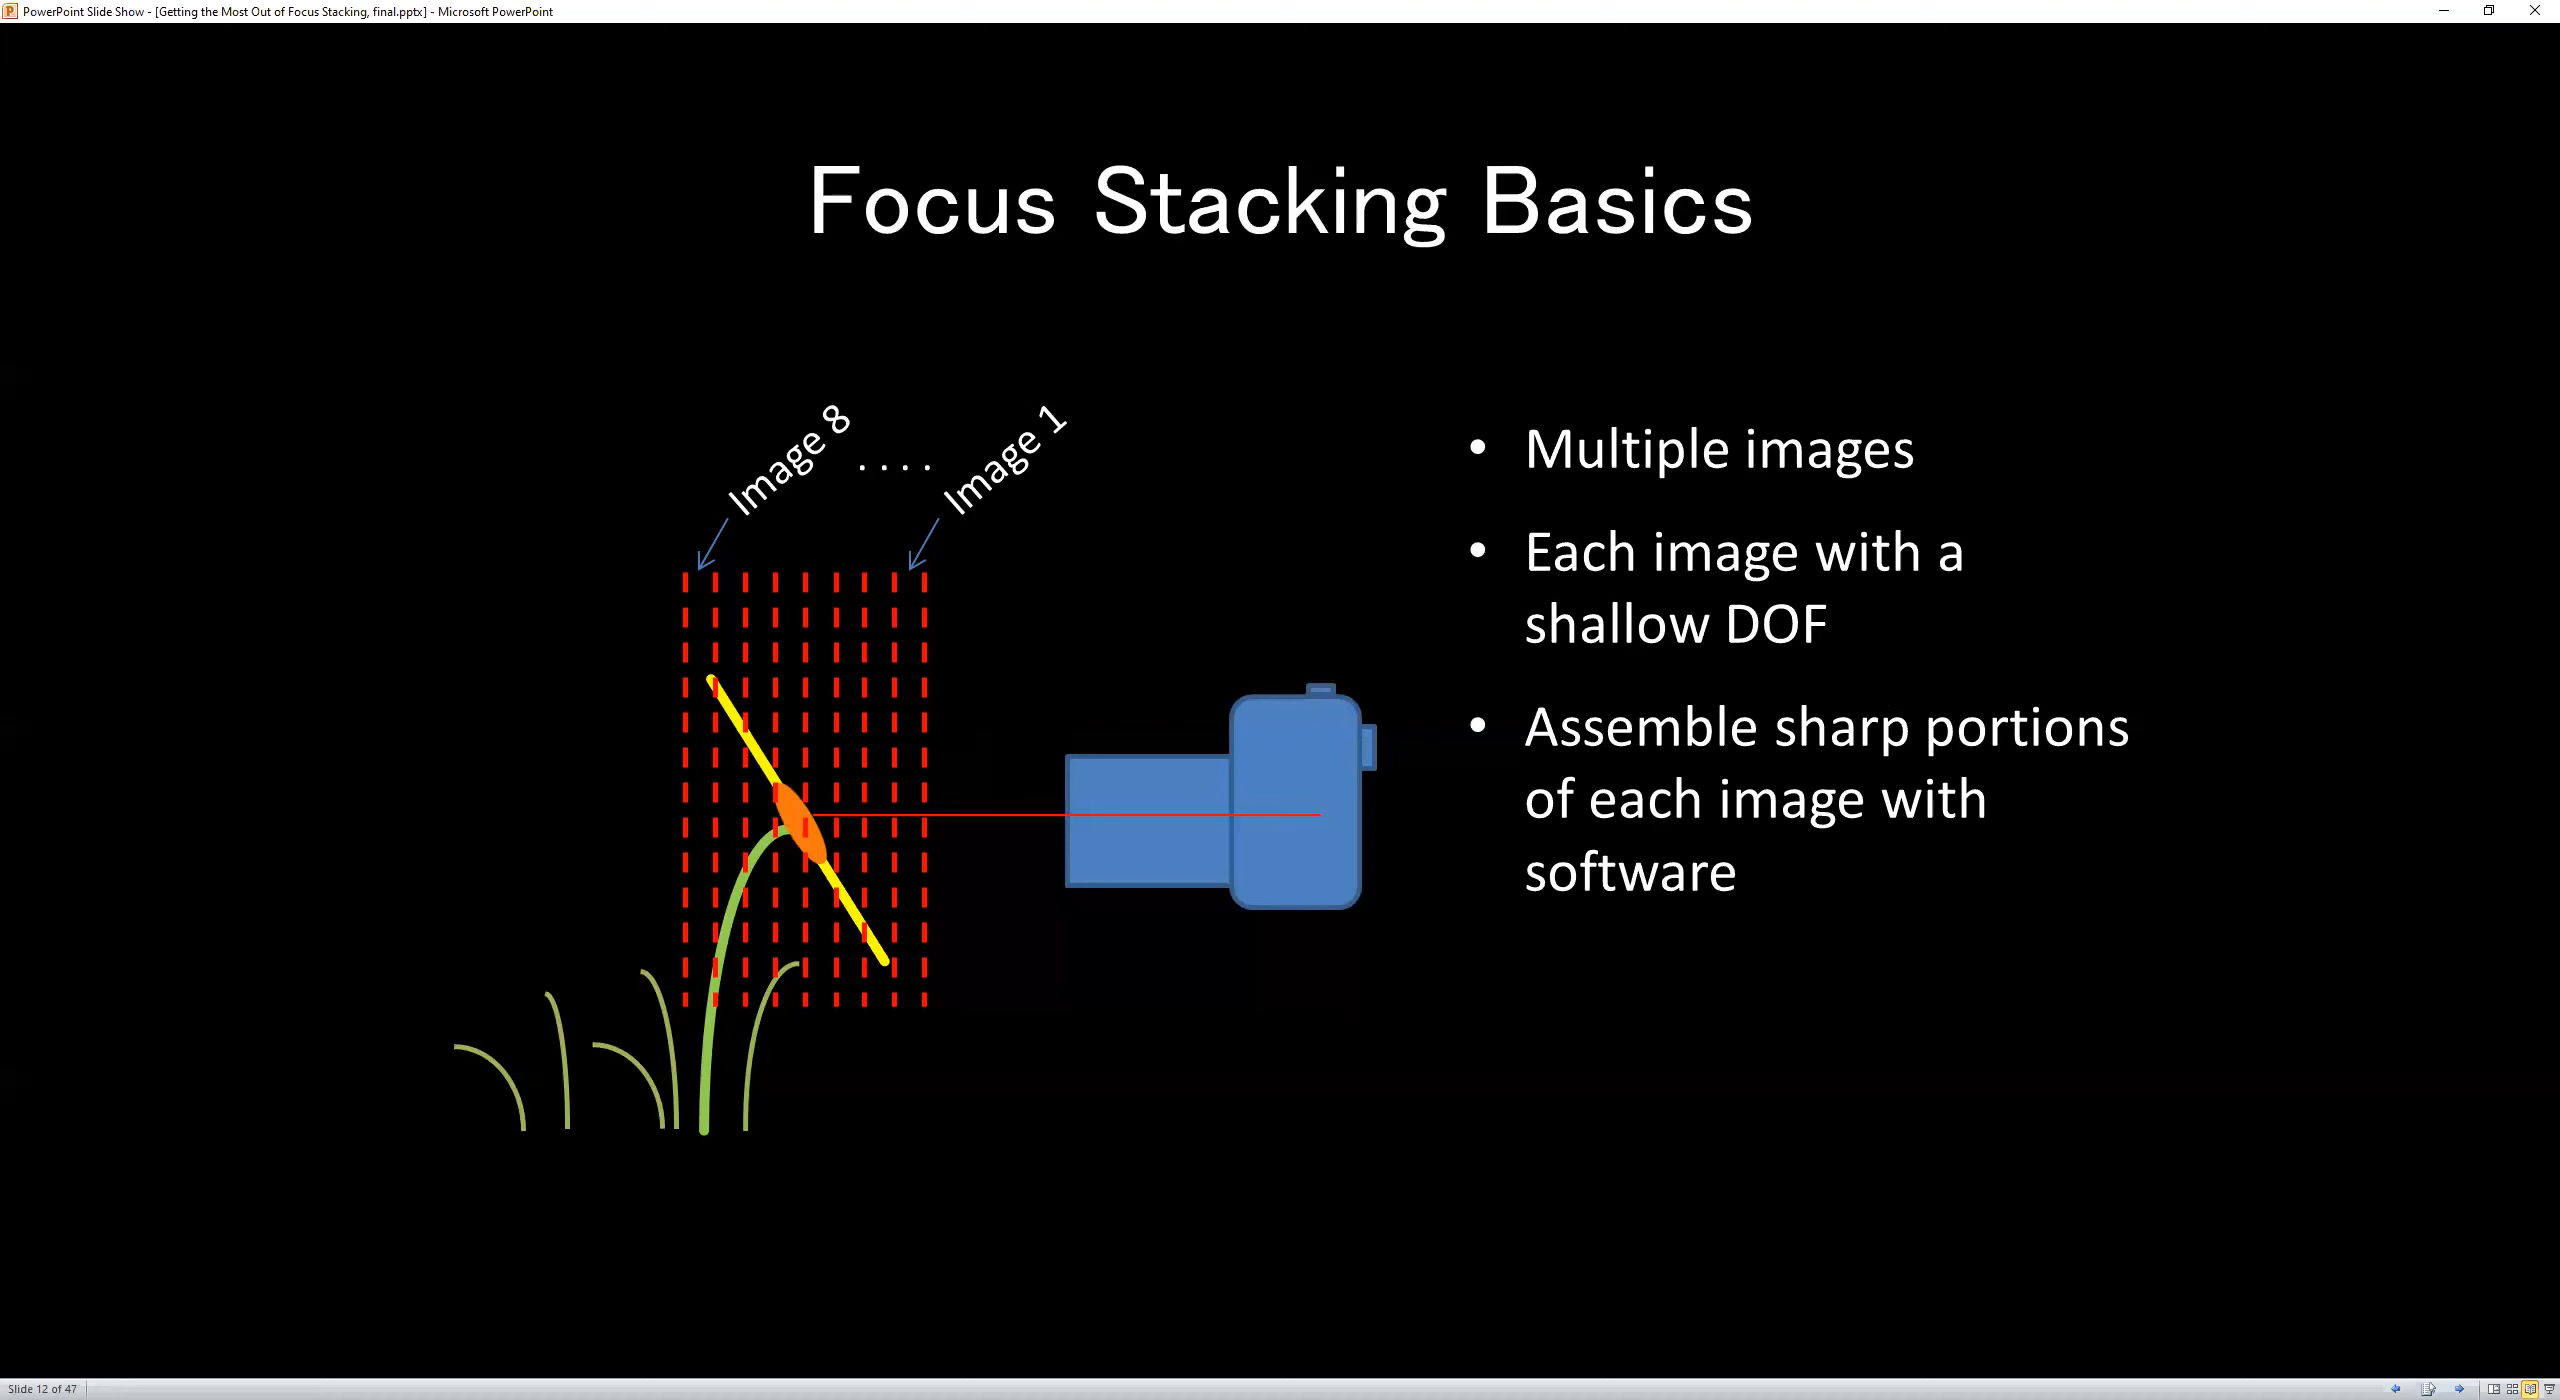 PowerPoint Slide Show - [Getting the Most Out of Focus Stacking, final.pptx] - Microsoft PowerPoint
Focus Stacking Basics
Image 8
. . . .
Image 1
• Multiple images
• Each image with a
shallow DOF
• Assemble sharp portions
of each image with
software
Slide 12 of 47